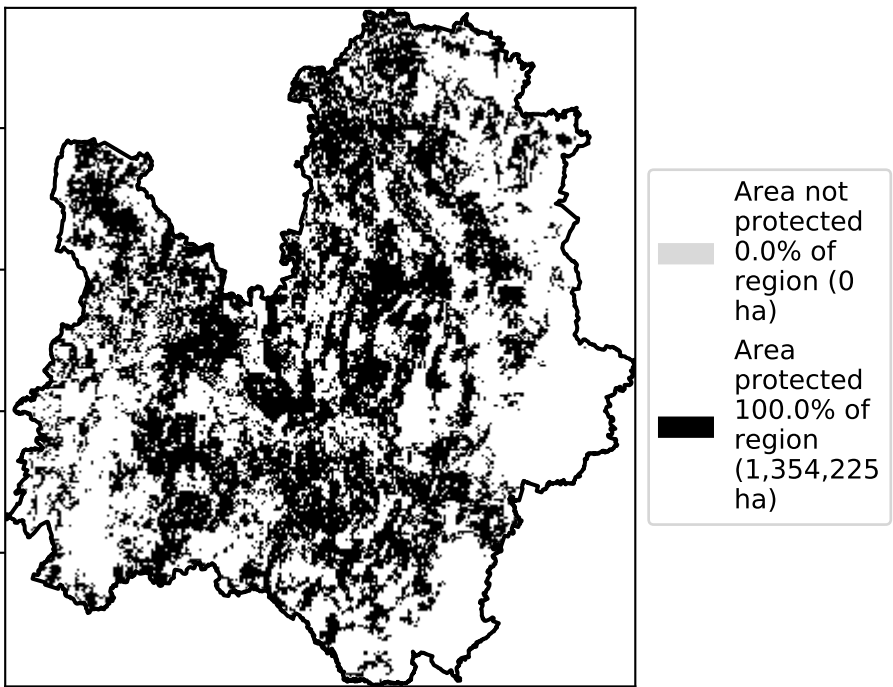 Area not
protected
0.0% of
region (0
ha)
Area
protected
100.0% of
region
(1,354,225
ha)